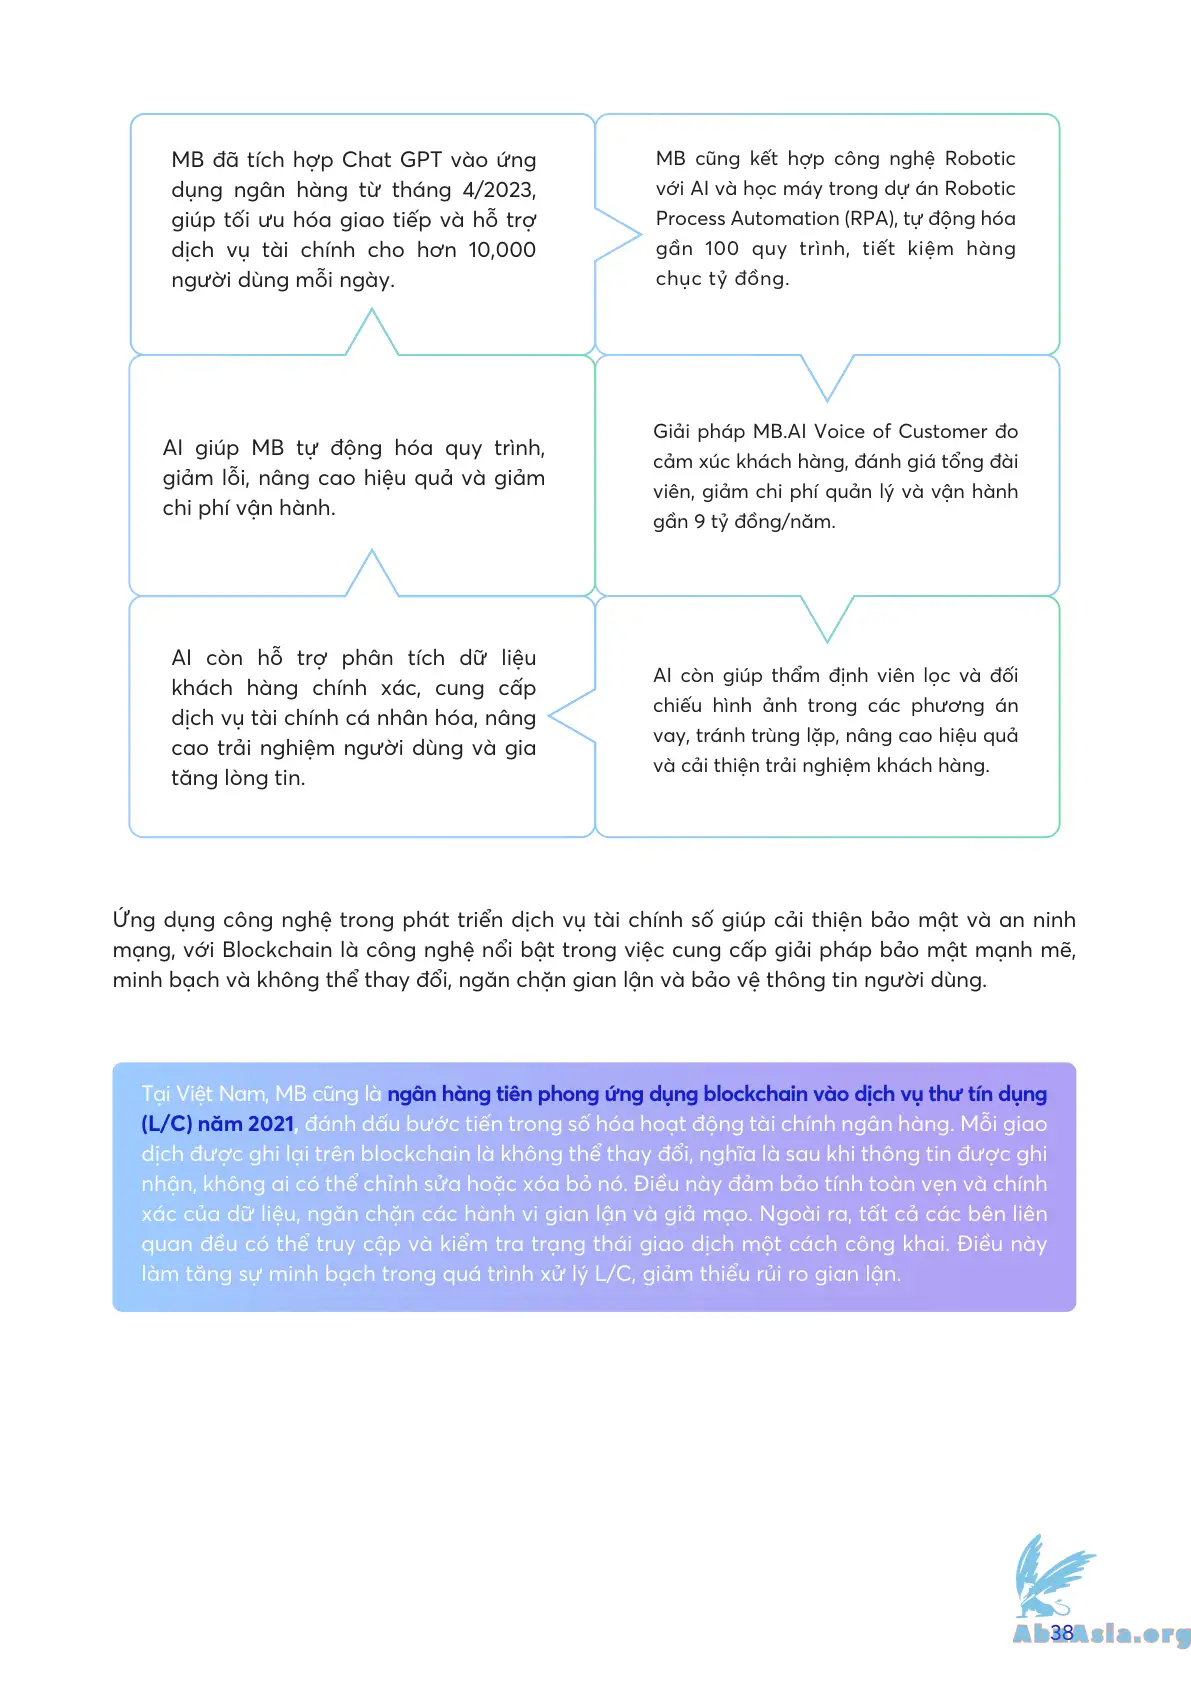 MB đã tích hợp Chat GPT vào ứng
dụng ngân hàng từ tháng 4/2023,
giúp tối ưu hóa giao tiếp và hỗ trợ
dịch vụ tài chính cho hơn 10,000
người dùng mỗi ngày.
MB cũng kết hợp công nghệ Robotic
với AI và học máy trong dự án Robotic
Process Automation (RPA), tự động hóa
gần 100 quy trình, tiết kiệm hàng
chục tỷ đồng.
AI giúp MB tự động hóa quy trình,
giảm lỗi, nâng cao hiệu quả và giảm
chi phí vận hành.
Giải pháp MB.AI Voice of Customer đo
cảm xúc khách hàng, đánh giá tổng đài
viên, giảm chi phí quản lý và vận hành
gần 9 tỷ đồng/năm.
AI còn hỗ trợ phân tích dữ liệu
khách hàng chính xác, cung cấp
dịch vụ tài chính cá nhân hóa, nâng
cao trải nghiệm người dùng và gia
tăng lòng tin.
AI còn giúp thẩm định viên lọc và đối
chiếu hình ảnh trong các phương án
vay, tránh trùng lặp, nâng cao hiệu quả
và cải thiện trải nghiệm khách hàng.
Ứng dụng công nghệ trong phát triển dịch vụ tài chính số giúp cải thiện bảo mật và an ninh
mạng, với Blockchain là công nghệ nổi bật trong việc cung cấp giải pháp bảo mật mạnh mẽ,
minh bạch và không thể thay đổi, ngăn chặn gian lận và bảo vệ thông tin người dùng.
Tại Việt Nam, MB cũng là ngân hàng tiên phong ứng dụng blockchain vào dịch vụ thư tín dụng
(L/C) năm 2021, đánh dấu bước tiến trong số hóa hoạt động tài chính ngân hàng. Mỗi giao
dịch được ghi lại trên blockchain là không thể thay đổi, nghĩa là sau khi thông tin được ghi
nhận, không ai có thể chỉnh sửa hoặc xóa bỏ nó. Điều này đảm bảo tính toàn vẹn và chính
xác của dữ liệu, ngăn chặn các hành vi gian lận và giả mạo. Ngoài ra, tất cả các bên liên
quan đều có thể truy cập và kiểm tra trạng thái giao dịch một cách công khai. Điều này
làm tăng sự minh bạch trong quá trình xử lý L/C, giảm thiểu rủi ro gian lận.
38